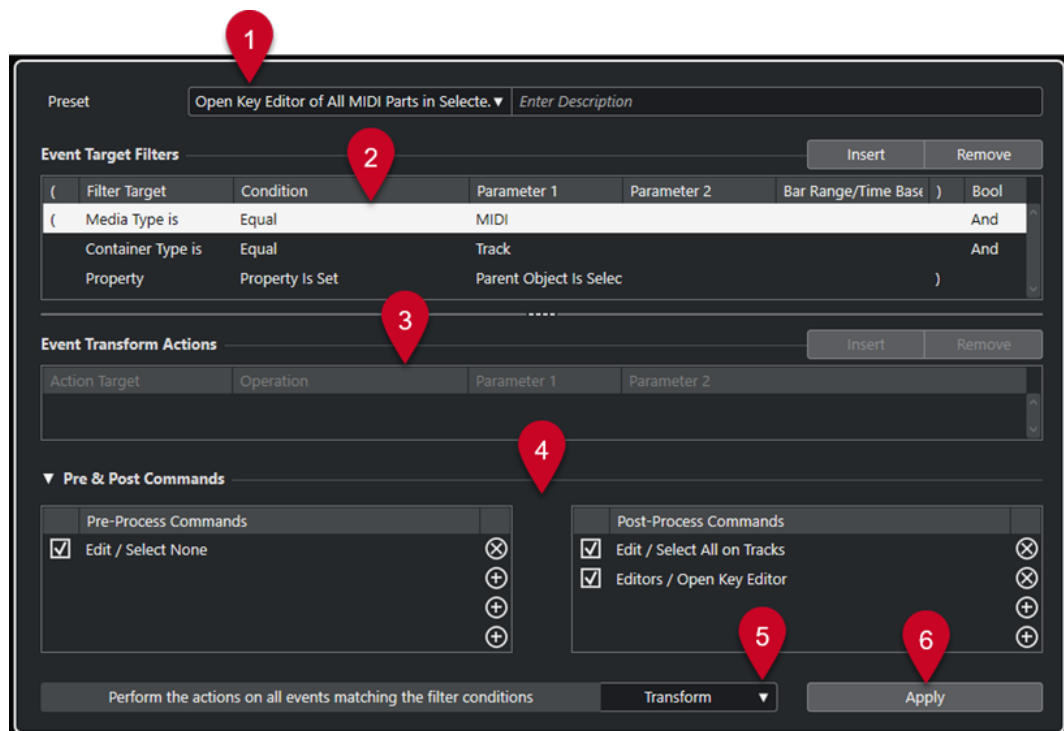 1
Preset Open Key Editor of All MIDI Parts in Selecte. Enter Description
2
Event Target Filters Insert Remove
( Filter Target Condition Parameter 1 Parameter 2 Bar Range/Time Base ) Bool
( Media Type is Equal MIDI And
Container Type is Equal Track And
Property Property Is Set Parent Object Is Selec )
3
Event Transform Actions Insert Remove
Action Target Operation Parameter 1 Parameter 2
4
Pre & Post Commands
Pre-Process Commands Post-Process Commands
Edit / Select None Edit / Select All on Tracks
Editors / Open Key Editor
5 6
Perform the actions on all events matching the filter conditions Transform Apply